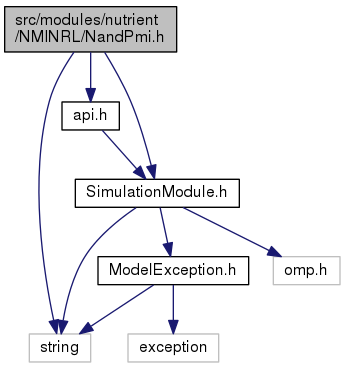 src/modules/nutrient
/NMINRL/NandPmi.h
api.h
SimulationModule.h
ModelException.h
omp.h
string
exception